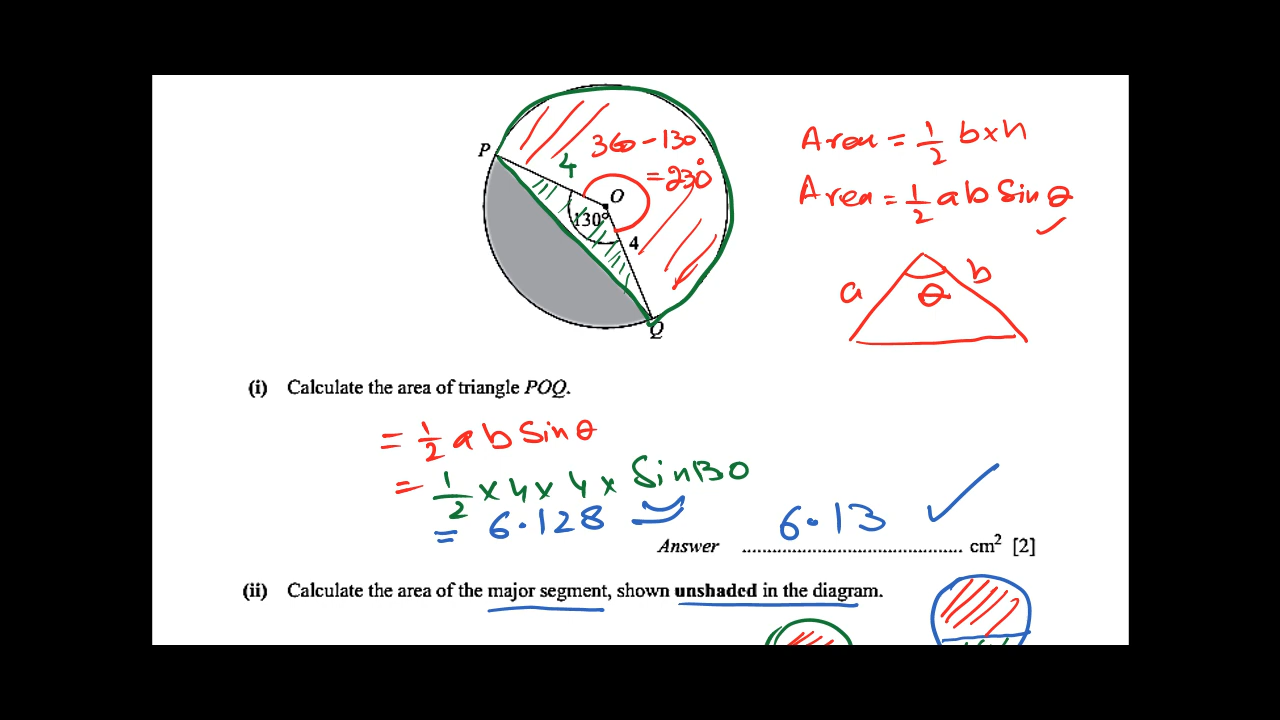 P
4
360-130
= 230°
O
130°
4
Q
Area = 1/2 b×h
Area = 1/2 ab Sin θ
a
b
θ
(i) Calculate the area of triangle POQ.
= 1/2 a b Sin θ
= 1/2 × 4 × 4 × Sin 130
= 6.128
6.13
Answer ............................................ cm² [2]
(ii) Calculate the area of the major segment, shown unshaded in the diagram.